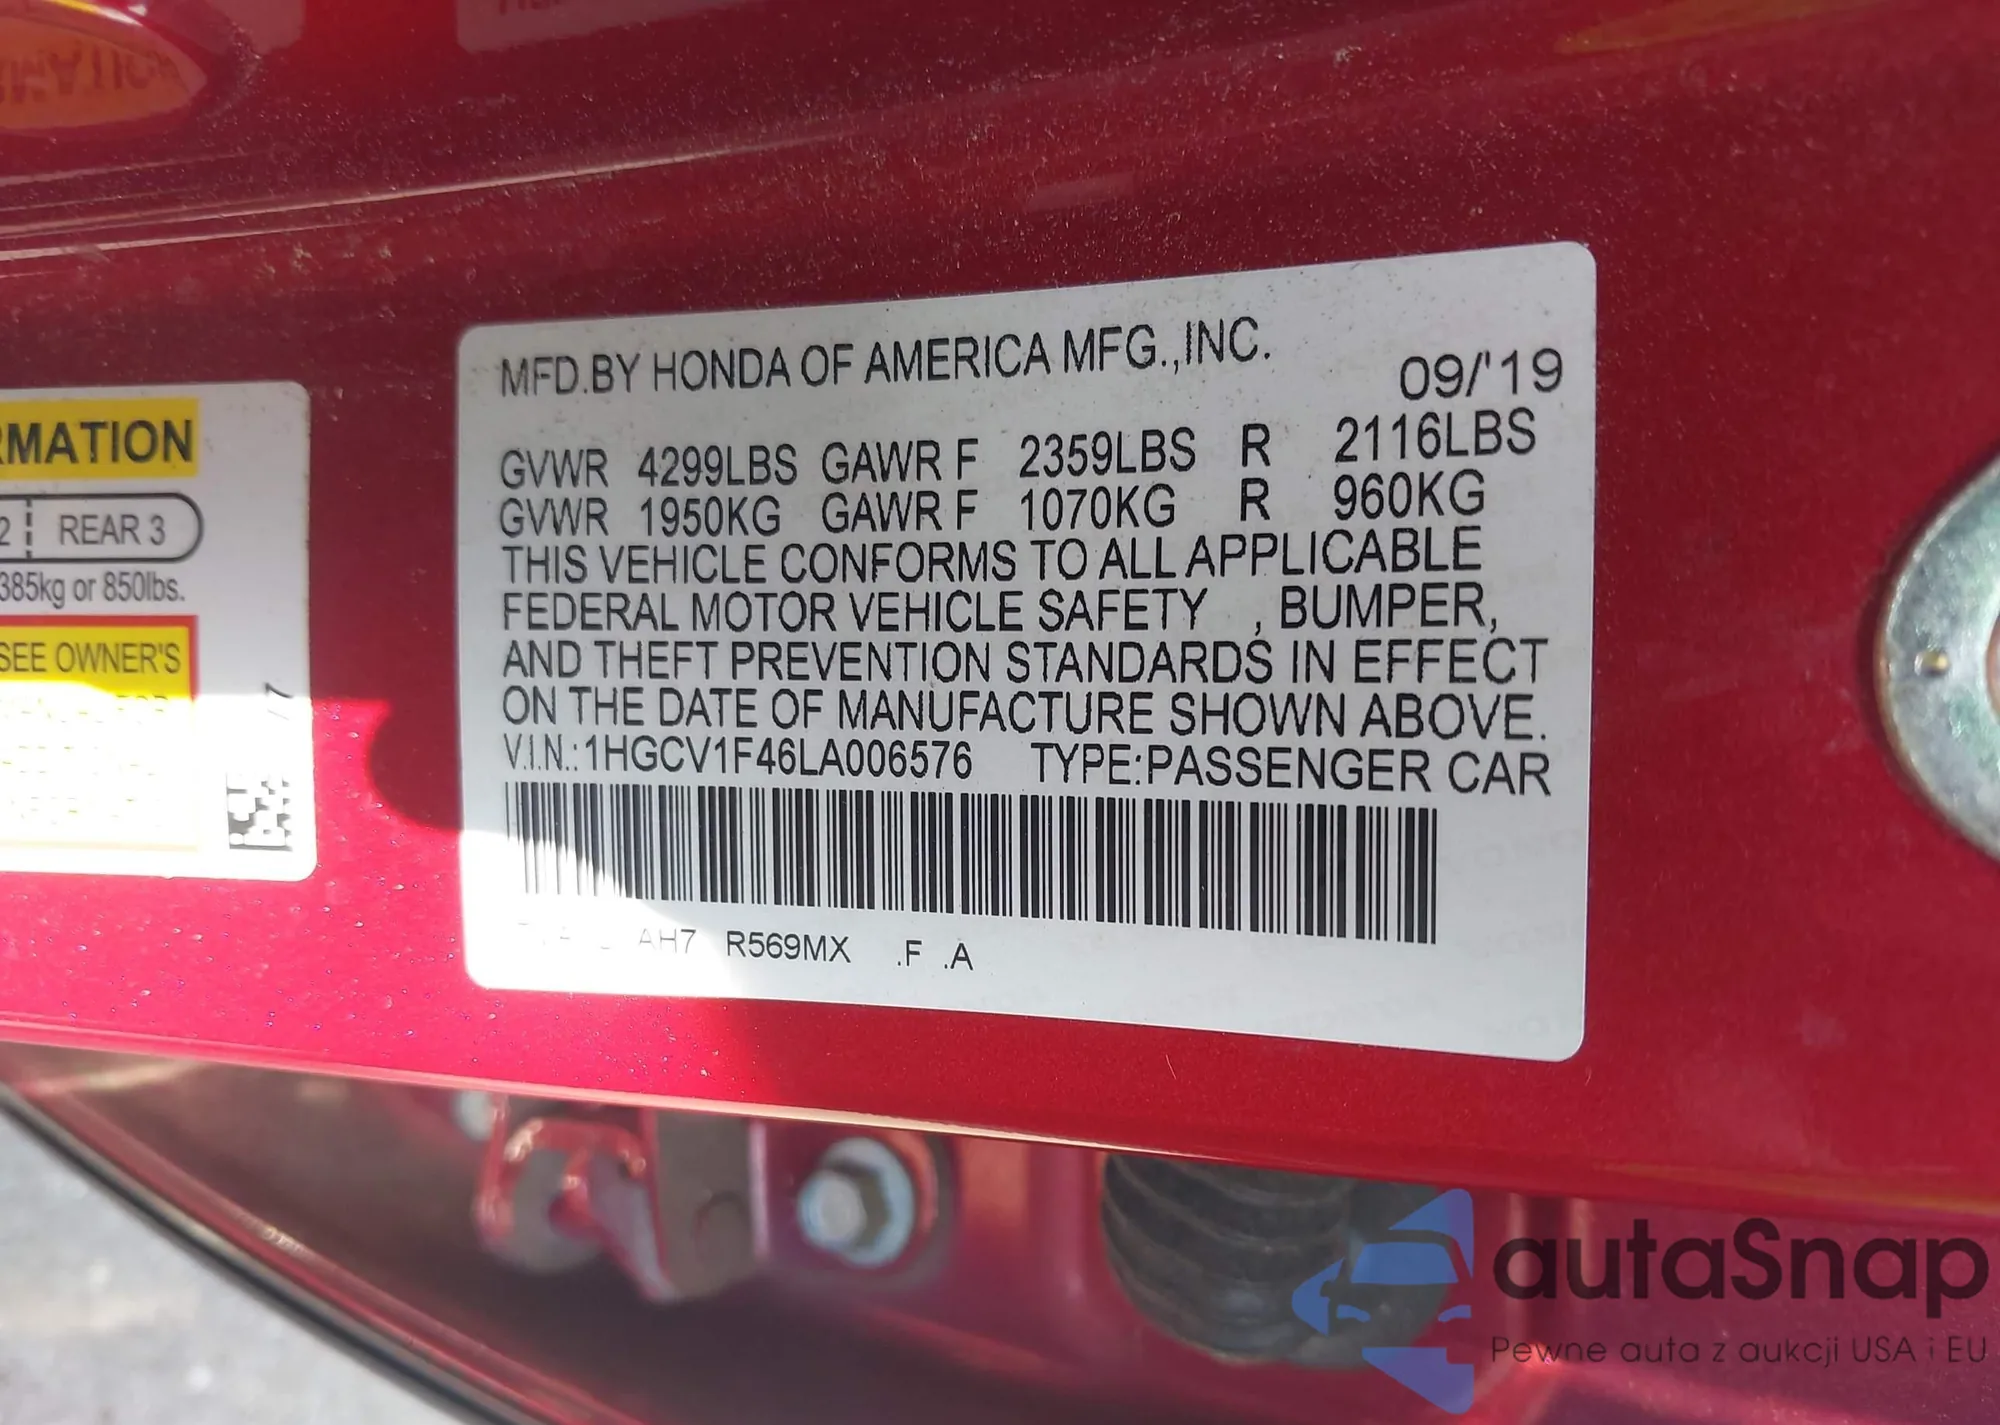 RMATION
2 REAR 3
385kg or 850lbs.
SEE OWNER'S
MFD.BY HONDA OF AMERICA MFG.,INC.
09/'19
GVWR 4299LBS GAWR F 2359LBS R 2116LBS
GVWR 1950KG GAWR F 1070KG R 960KG
THIS VEHICLE CONFORMS TO ALL APPLICABLE
FEDERAL MOTOR VEHICLE SAFETY , BUMPER,
AND THEFT PREVENTION STANDARDS IN EFFECT
ON THE DATE OF MANUFACTURE SHOWN ABOVE.
V.I.N.:1HGCV1F46LA006576 TYPE:PASSENGER CAR
AH7 R569MX .F .A
autaSnap
Pewne auta z aukcji USA i EU